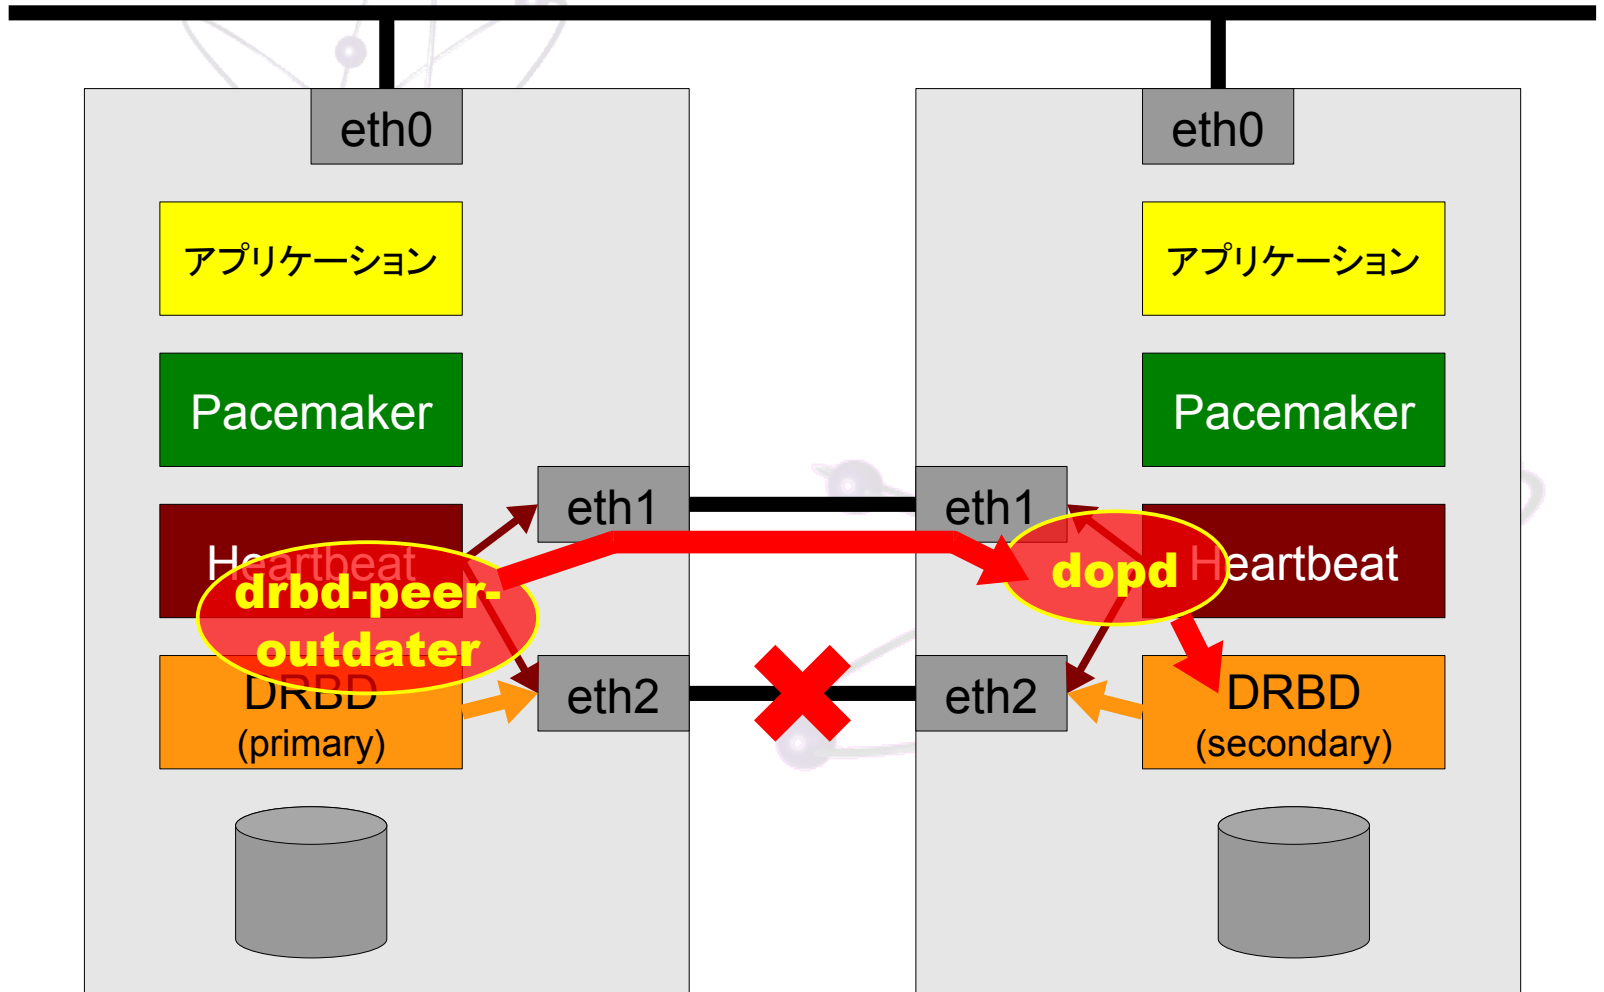 eth0
eth0
アプリケーション
アプリケーション
Pacemaker
Pacemaker
eth1
eth1
Heartbeat
dopd
Heartbeat
drbd-peer-
outdater
DRBD
(primary)
eth2
eth2
DRBD
(secondary)